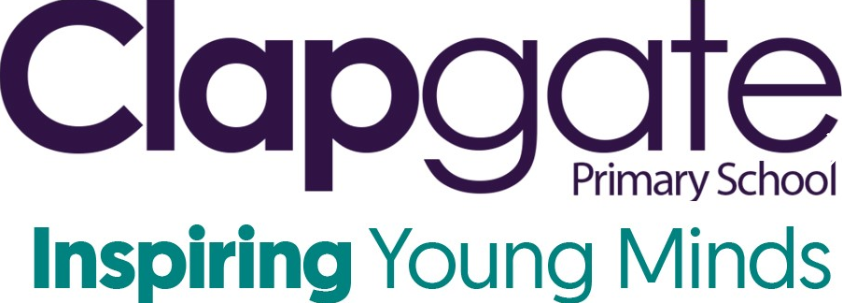 Clapgate
Primary School
Inspiring Young Minds